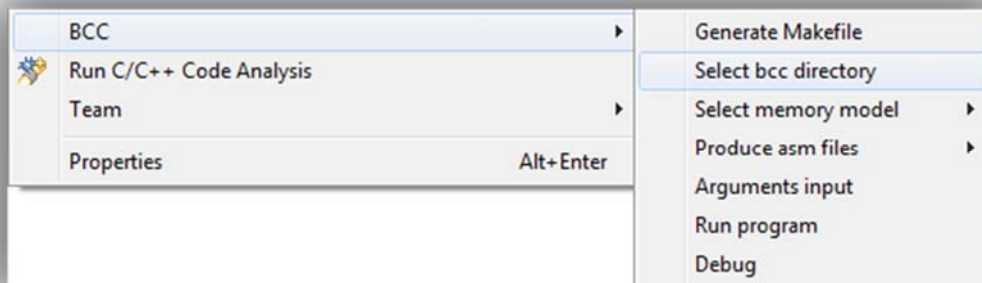 BCC
Run C/C++ Code Analysis
Team
Properties Alt+Enter
Generate Makefile
Select bcc directory
Select memory model
Produce asm files
Arguments input
Run program
Debug